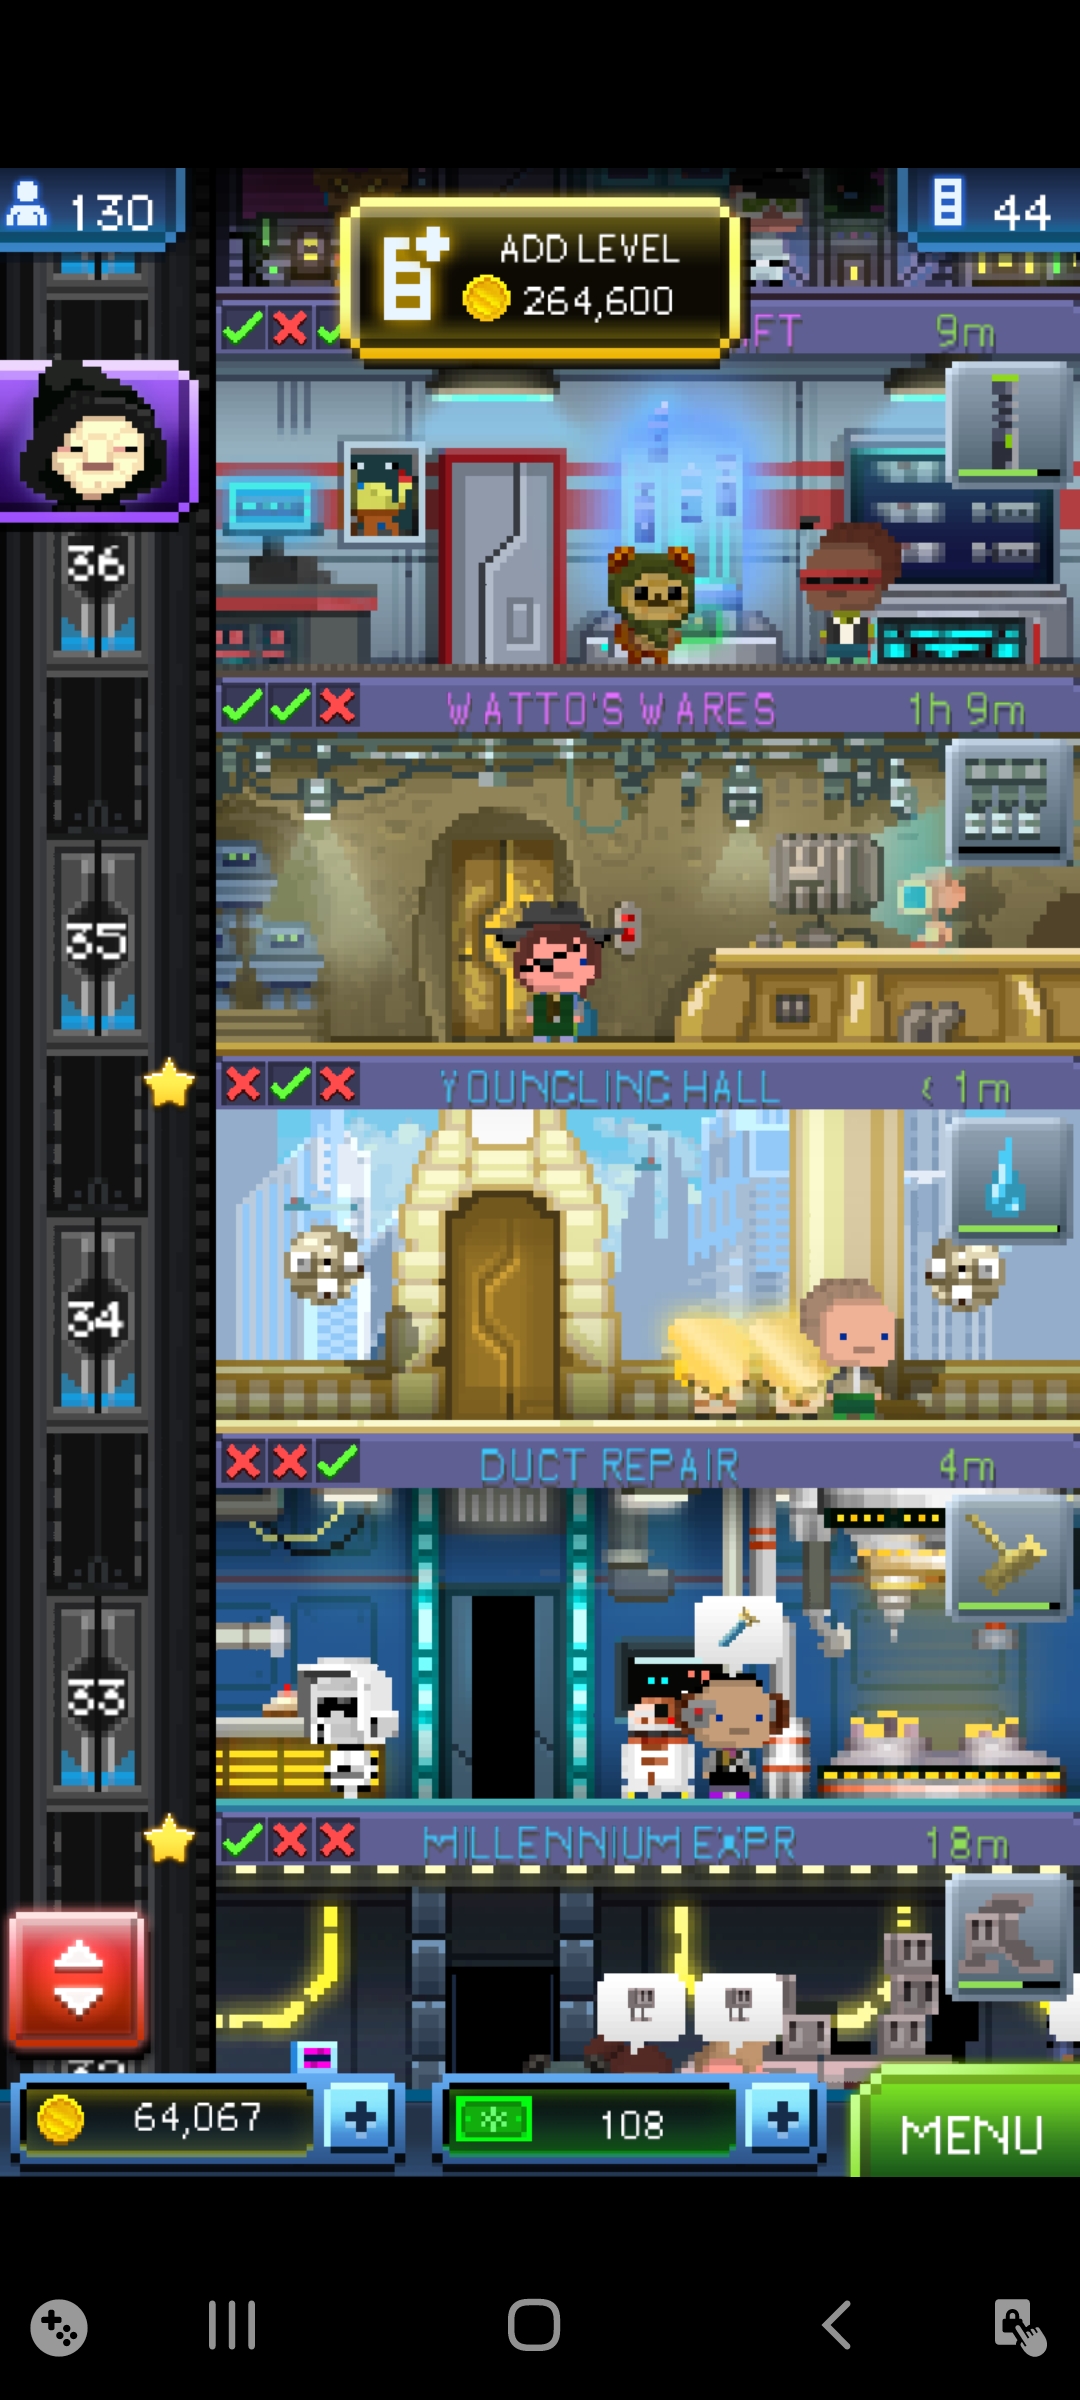 130
ADD LEVEL
264,600
44
FT 9m
36
WATTO'S WARES 1h 9m
35
YOUNGLING HALL < 1m
34
DUCT REPAIR 4m
33
MILLENNIUM EXPR 18m
64,067
108
MENU